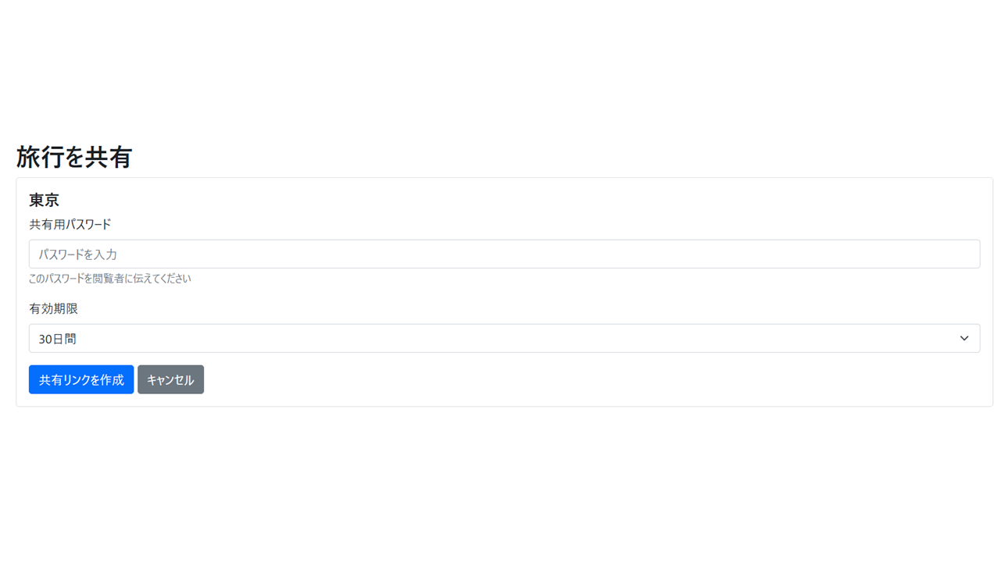 旅行を共有
東京
共有用パスワード
パスワードを入力
このパスワードを閲覧者に伝えてください
有効期限
30日間
共有リンクを作成 キャンセル